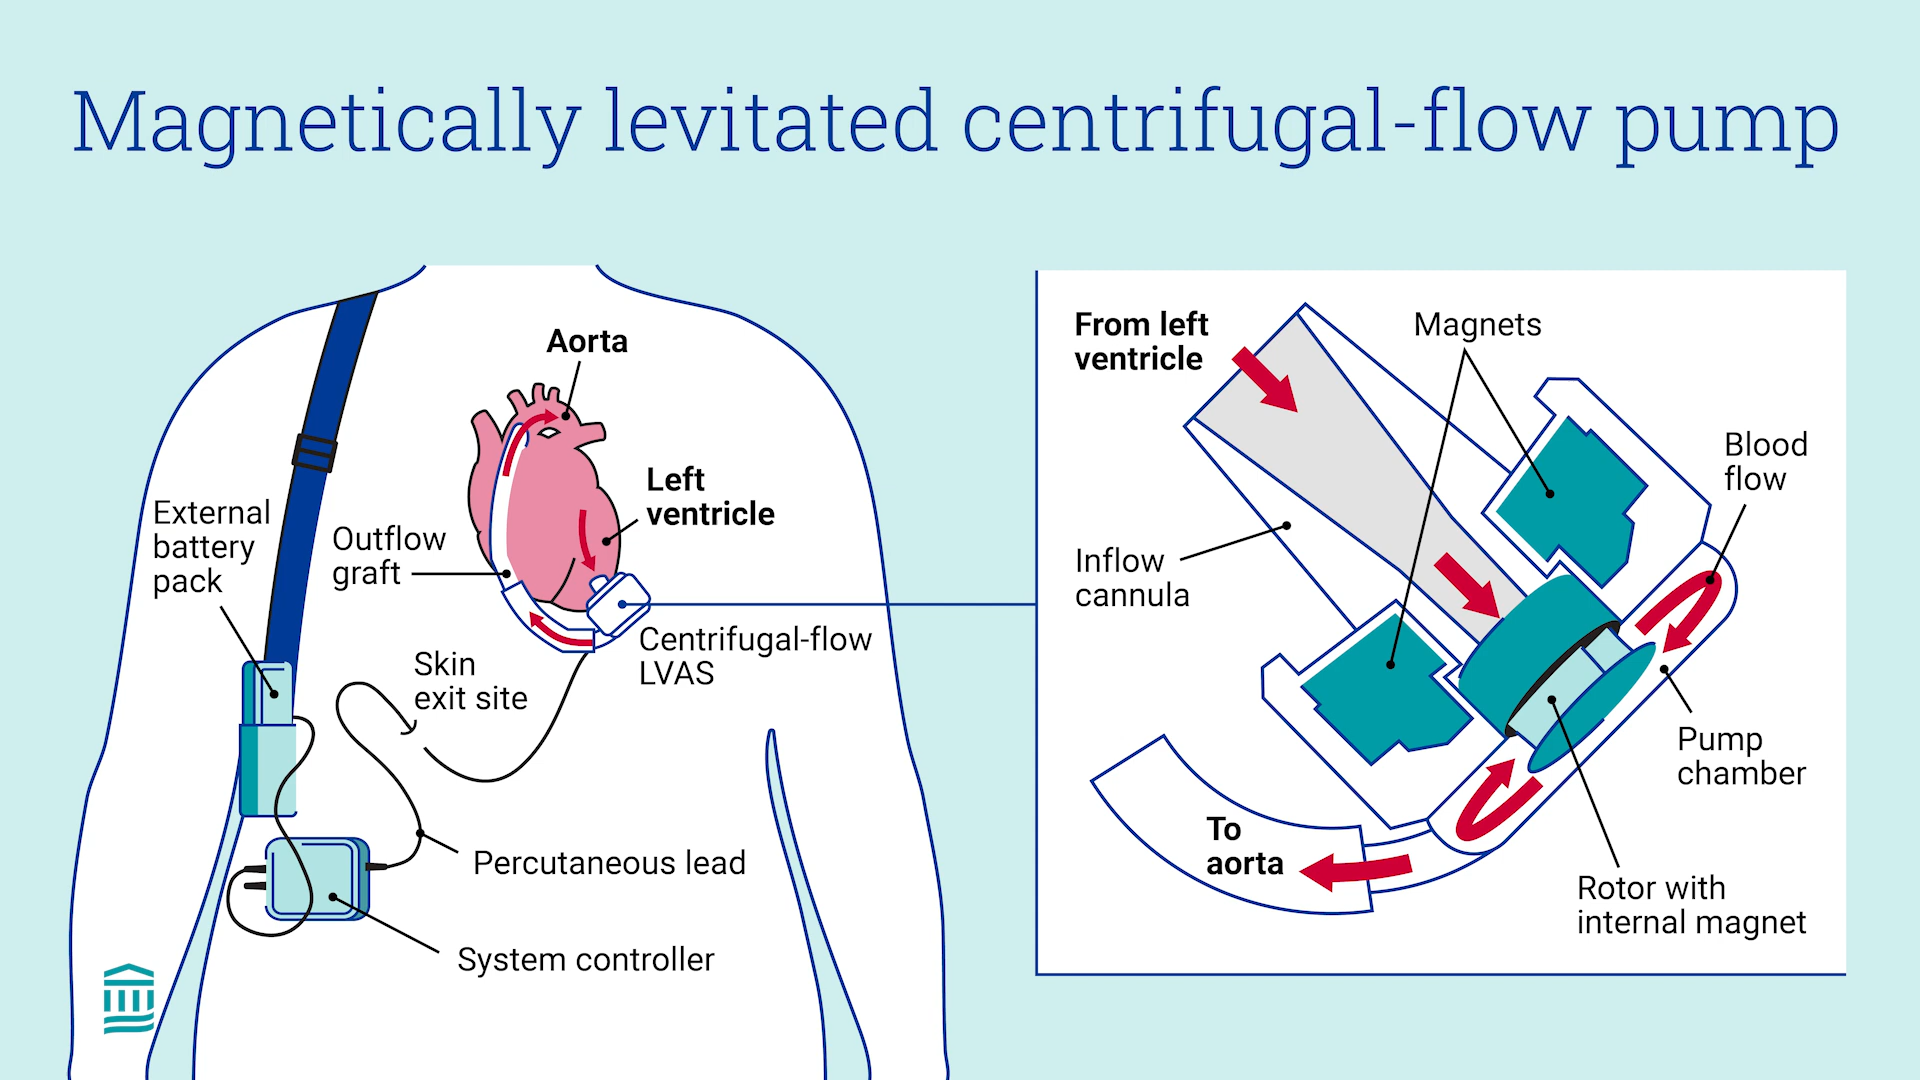 Magnetically levitated centrifugal-flow pump
Aorta
Left
ventricle
External
battery
pack
Outflow
graft
Centrifugal-flow
LVAS
Skin
exit site
Percutaneous lead
System controller
From left
ventricle
Magnets
Blood
flow
Inflow
cannula
Pump
chamber
To
aorta
Rotor with
internal magnet